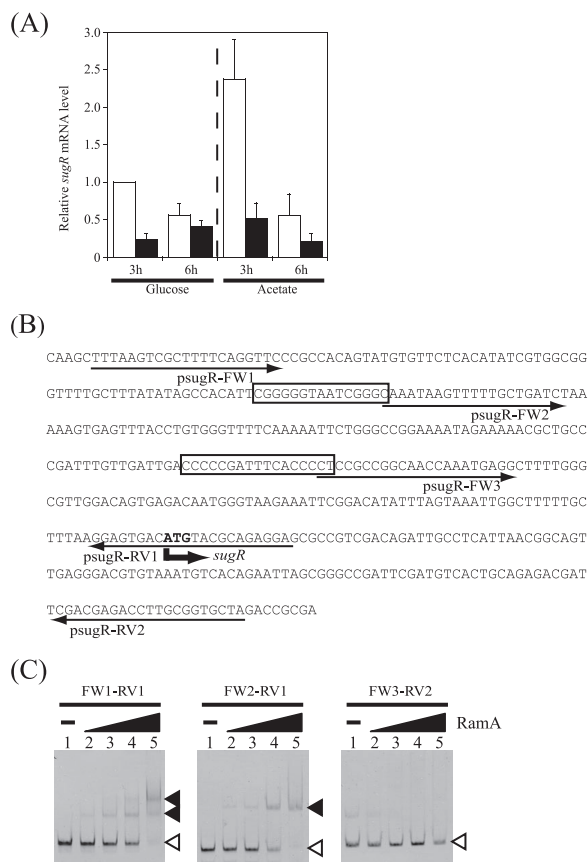 (A)
Relative sugR mRNA level
3.0
2.5
2.0
1.5
1.0
0.5
0
3h 6h 3h 6h
Glucose Acetate
(B)
CAAGCTTTAAGTCGCTTTTCAGGTTCCCGCCACAGTATGTGTTCTCACATATCGTGGCGG
psugR-FW1
GTTTTGCTTTATATAGCCACATTCGGGGGTAATCGGGCAAATAAGTTTTTGCTGATCTAA
psugR-FW2
AAAGTGAGTTTACCTGTGGGTTTTCAAAAATTCTGGGCCGGAAAATAGAAAAACGCTGCC
CGATTTGTTGATTGACCCCCGATTTCACCCCTCCGCCGGCAACCAAATGAGGCTTTTGGG
psugR-FW3
CGTTGGACAGTGAGACAATGGGTAAGAAATTCGGACATATTTAGTAAATTGGCTTTTTGC
TTTAAGGAGTGACATGTACGCAGAGGAGCGCCGTCGACAGATTGCCTCATTAACGGCAGT
psugR-RV1 sugR
TGAGGGACGTGTAAATGTCACAGAATTAGCGGGCCGATTCGATGTCACTGCAGAGACGAT
TCGACGAGACCTTGCGGTGCTAGACCGCGA
psugR-RV2
(C)
FW1-RV1 FW2-RV1 FW3-RV2
RamA
1 2 3 4 5 1 2 3 4 5 1 2 3 4 5